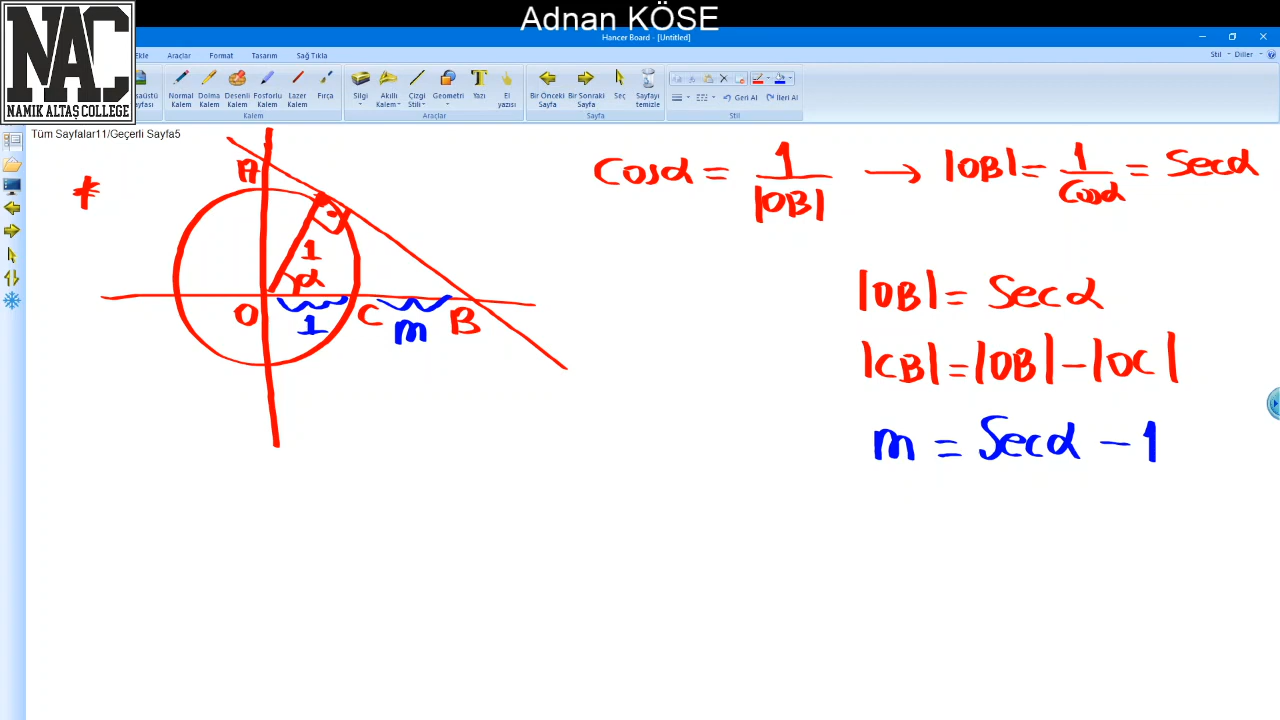 Adnan KÖSE
Hancer Board - [Untitled]
NAC
NAMIK ALTAŞ COLLEGE
Ekle Araçlar Format Tasarım Sağ Tıkla
Stil Diller
Normal Kalem
Dolma Kalem
Desenli Kalem
Fosforlu Kalem
Lazer Kalem
Fırça
Silgi
Akıllı Kalem
Çizgi Stili
Geometri
Yazı
El yazısı
Bir Önceki Sayfa
Bir Sonraki Sayfa
Seç
Sayfayı temizle
Geri Al
İleri Al
Kalem Araçlar Sayfa Stil
Tüm Sayfalar11/Geçerli Sayfa5
*
A
1
α
O
1
C
m
B
Cosα = 1/|OB| → |OB| = 1/Cosα = Secα
|OB| = Secα
|CB| = |OB| - |OC|
m = Secα - 1